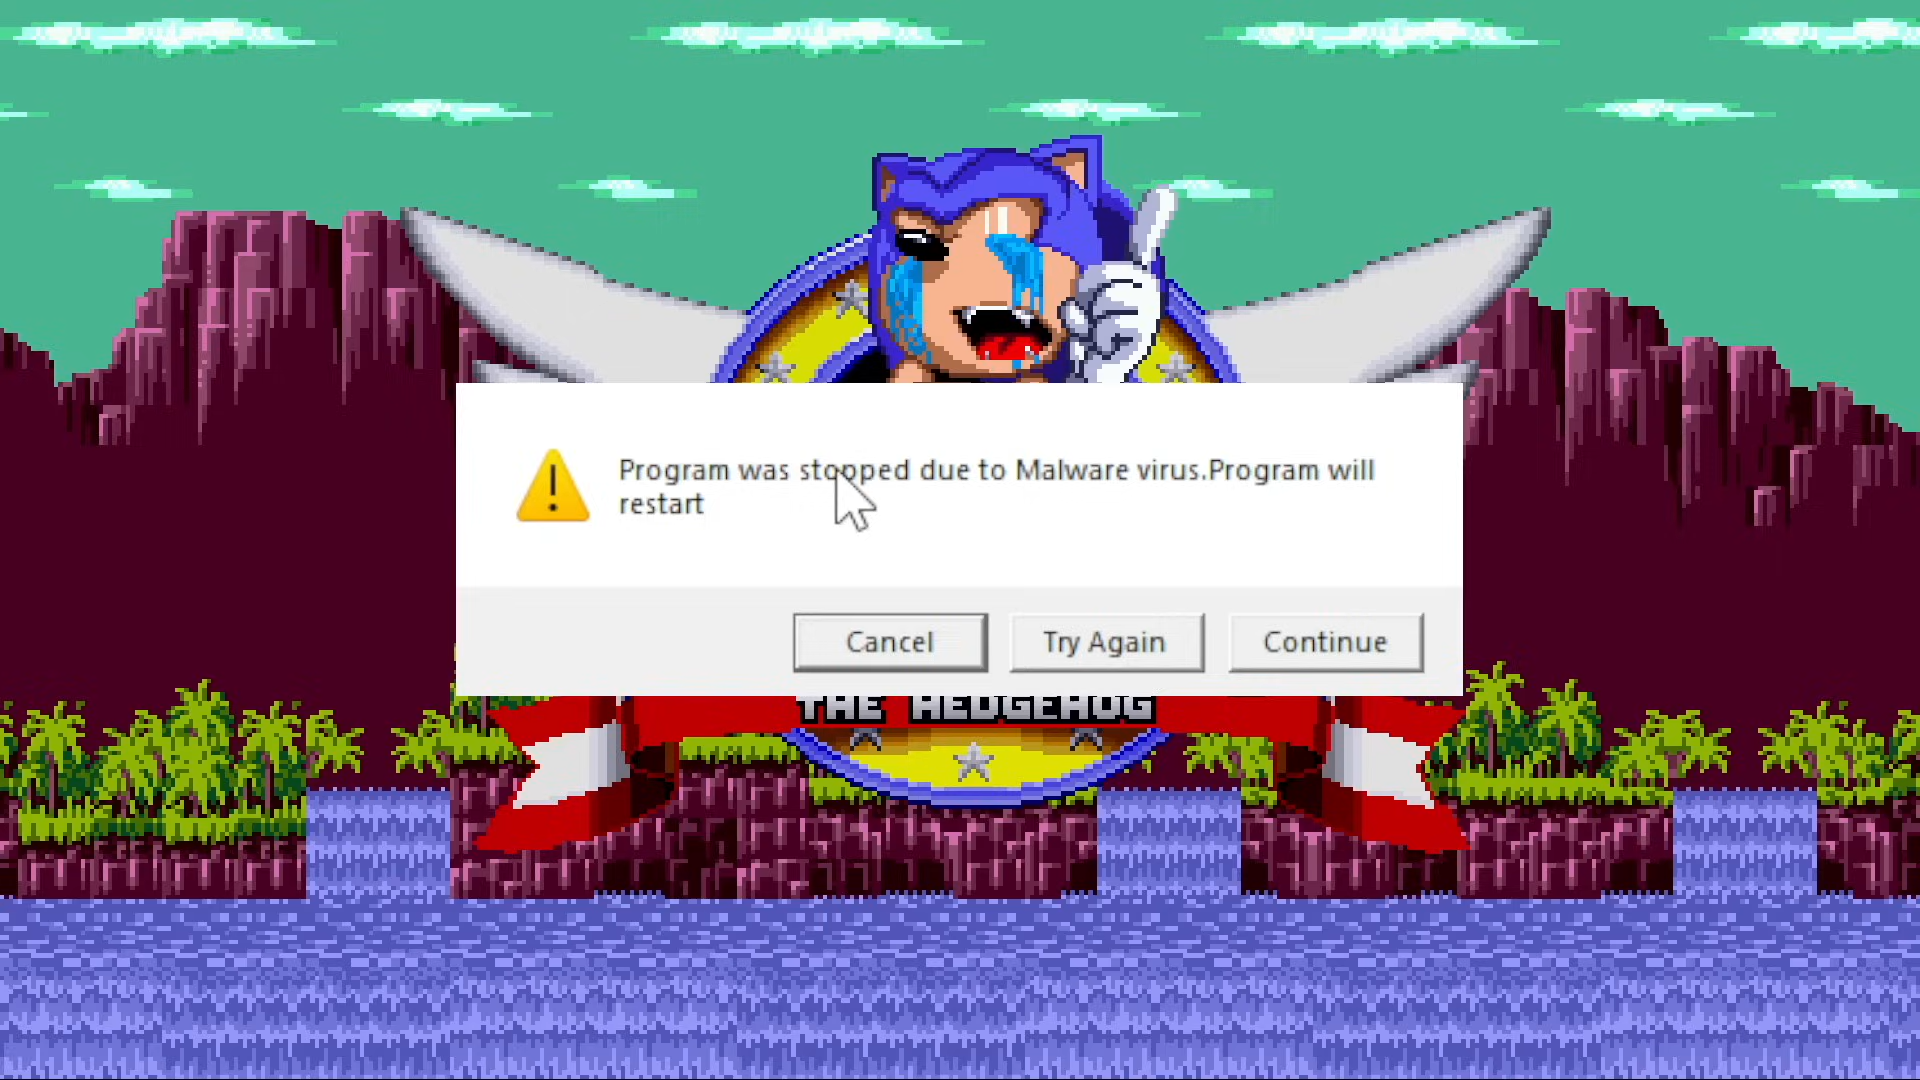 Program was stopped due to Malware virus.Program will
restart
Cancel Try Again Continue
THE HEDGEHOG